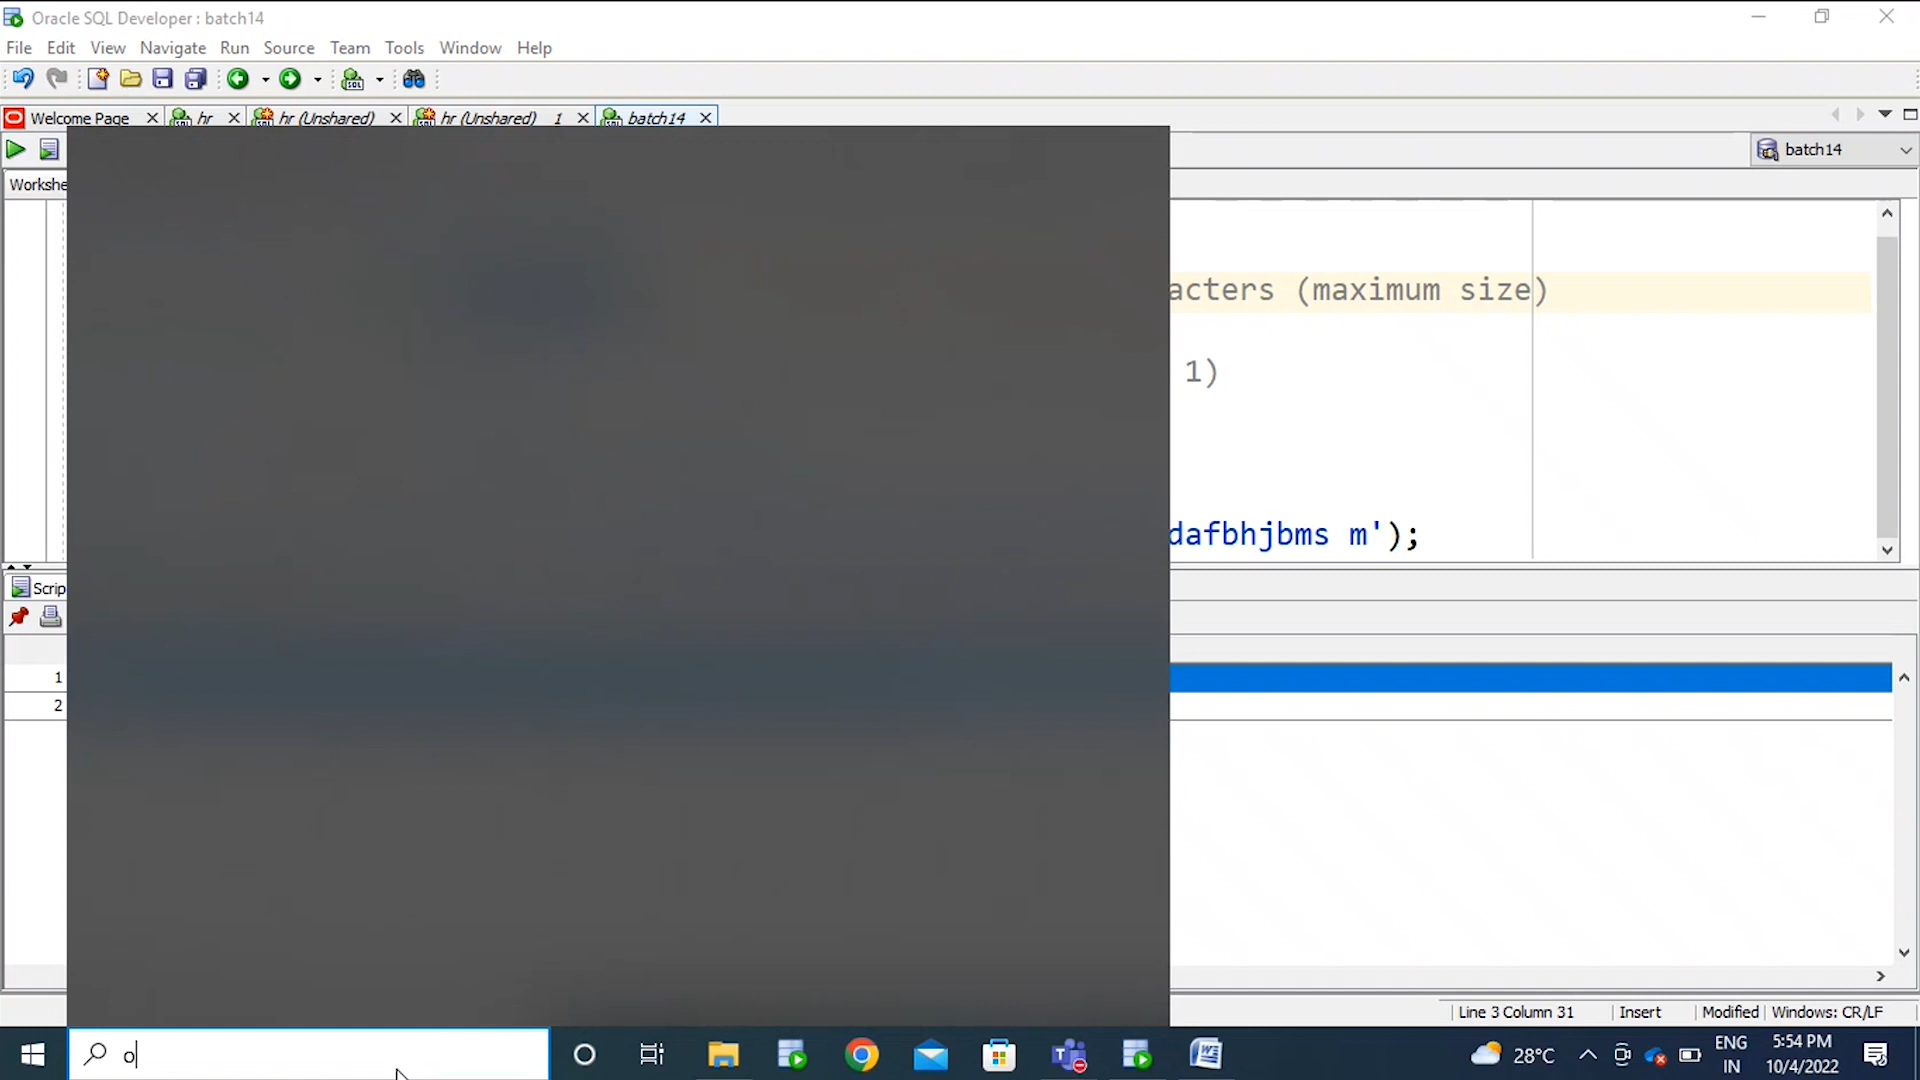 Oracle SQL Developer : batch14
File Edit View Navigate Run Source Team Tools Window Help
Welcome Page hr hr (Unshared) hr (Unshared) 1 batch14
batch14
Workshe
acters (maximum size)
1)
dafbhjbms m');
Scrip
1
2
Line 3 Column 31 Insert Modified Windows: CR/LF
o
28°C ENG 5:54 PM
IN 10/4/2022